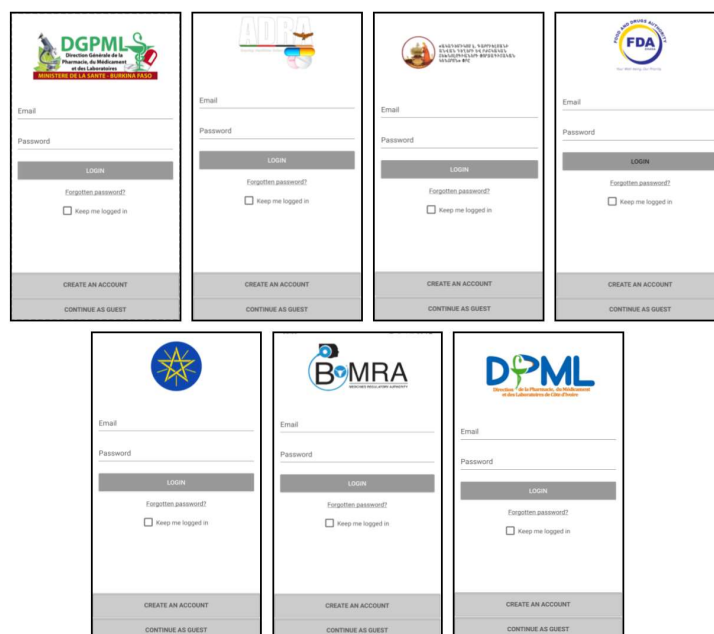 DGPML
Direction Générale de la
Pharmacie, du Médicament
et des Laboratoires
MINISTERE DE LA SANTE - BURKINA FASO
Email
Password
LOGIN
Forgotten password?
Keep me logged in
CREATE AN ACCOUNT
CONTINUE AS GUEST
ADRA
Email
Password
LOGIN
Forgotten password?
Keep me logged in
CREATE AN ACCOUNT
CONTINUE AS GUEST
Email
Password
LOGIN
Forgotten password?
Keep me logged in
CREATE AN ACCOUNT
CONTINUE AS GUEST
FOOD AND DRUGS AUTHORITY
FDA
Email
Password
LOGIN
Forgotten password?
Keep me logged in
CREATE AN ACCOUNT
CONTINUE AS GUEST
Email
Password
LOGIN
Forgotten password?
Keep me logged in
CREATE AN ACCOUNT
CONTINUE AS GUEST
BoMRA
MEDICINES REGULATORY AUTHORITY
Email
Password
LOGIN
Forgotten password?
Keep me logged in
CREATE AN ACCOUNT
CONTINUE AS GUEST
DPML
Direction de la Pharmacie, du Médicament
et des Laboratoires de Côte d'Ivoire
Email
Password
LOGIN
Forgotten password?
Keep me logged in
CREATE AN ACCOUNT
CONTINUE AS GUEST